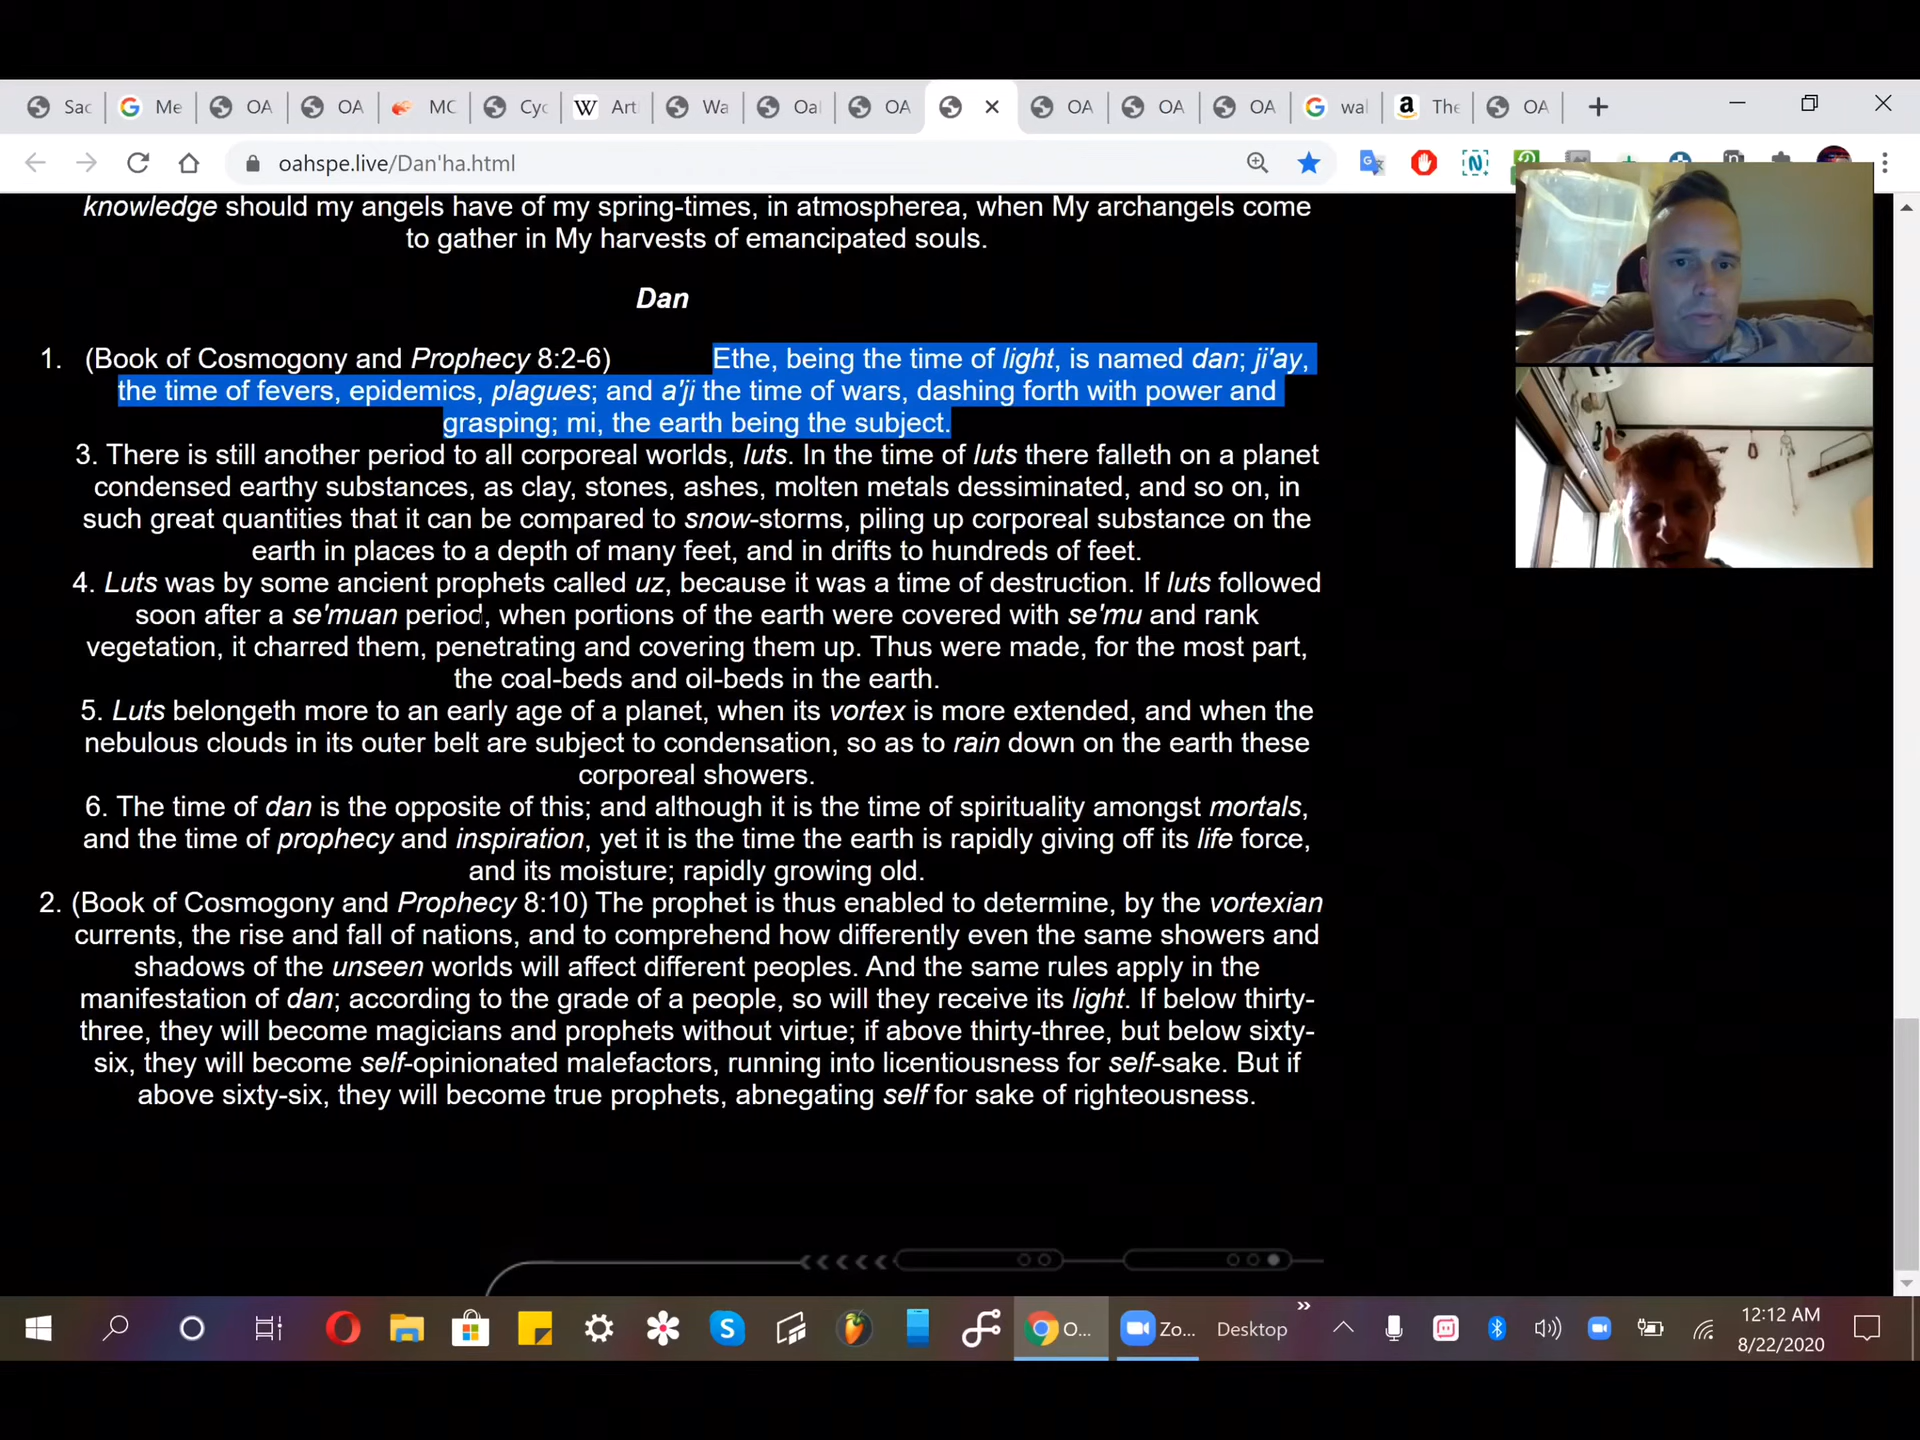 Sac
Me
OA
OA
MC
Cyc
W
Art
Wa
Oal
OA
OA
OA
OA
wal
The
OA
oahspe.live/Dan'ha.html
knowledge should my angels have of my spring-times, in atmospherea, when My archangels come
to gather in My harvests of emancipated souls.
Dan
1. (Book of Cosmogony and Prophecy 8:2-6) Ethe, being the time of light, is named dan; ji'ay,
the time of fevers, epidemics, plagues; and a'ji the time of wars, dashing forth with power and
grasping; mi, the earth being the subject.
3. There is still another period to all corporeal worlds, luts. In the time of luts there falleth on a planet
condensed earthy substances, as clay, stones, ashes, molten metals dessiminated, and so on, in
such great quantities that it can be compared to snow-storms, piling up corporeal substance on the
earth in places to a depth of many feet, and in drifts to hundreds of feet.
4. Luts was by some ancient prophets called uz, because it was a time of destruction. If luts followed
soon after a se'muan period, when portions of the earth were covered with se'mu and rank
vegetation, it charred them, penetrating and covering them up. Thus were made, for the most part,
the coal-beds and oil-beds in the earth.
5. Luts belongeth more to an early age of a planet, when its vortex is more extended, and when the
nebulous clouds in its outer belt are subject to condensation, so as to rain down on the earth these
corporeal showers.
6. The time of dan is the opposite of this; and although it is the time of spirituality amongst mortals,
and the time of prophecy and inspiration, yet it is the time the earth is rapidly giving off its life force,
and its moisture; rapidly growing old.
2. (Book of Cosmogony and Prophecy 8:10) The prophet is thus enabled to determine, by the vortexian
currents, the rise and fall of nations, and to comprehend how differently even the same showers and
shadows of the unseen worlds will affect different peoples. And the same rules apply in the
manifestation of dan; according to the grade of a people, so will they receive its light. If below thirty-
three, they will become magicians and prophets without virtue; if above thirty-three, but below sixty-
six, they will become self-opinionated malefactors, running into licentiousness for self-sake. But if
above sixty-six, they will become true prophets, abnegating self for sake of righteousness.
O...
Zo...
Desktop
12:12 AM
8/22/2020